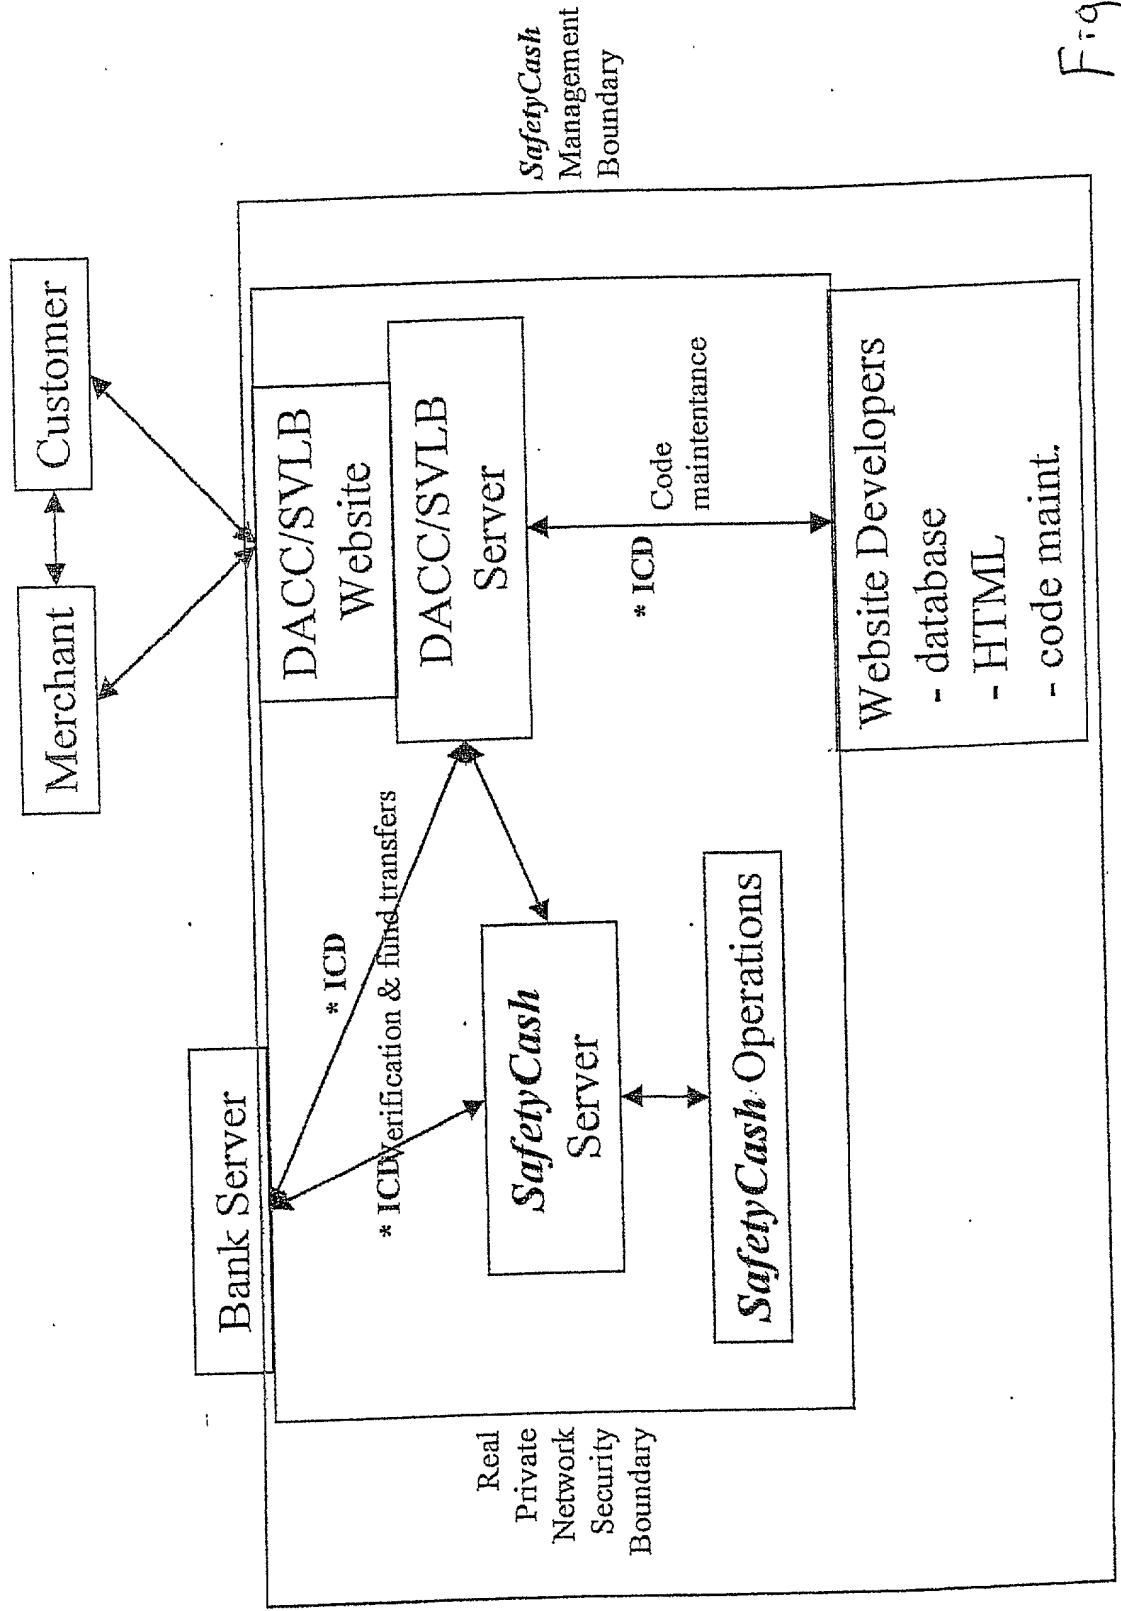 Merchant
Customer
Bank Server
SafetyCash
Management
Boundary
Real
Private
Network
Security
Boundary
* ICD
* ICD
Verification & fund transfers
DACC/SVLB
Website
DACC/SVLB
Server
SafetyCash
Server
SafetyCash Operations
* ICD
Code
maintentance
Website Developers
- database
- HTML
- code maint.
Fig